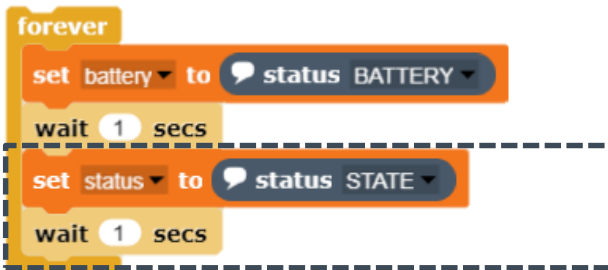 forever
set battery to status BATTERY
wait 1 secs
set status to status STATE
wait 1 secs